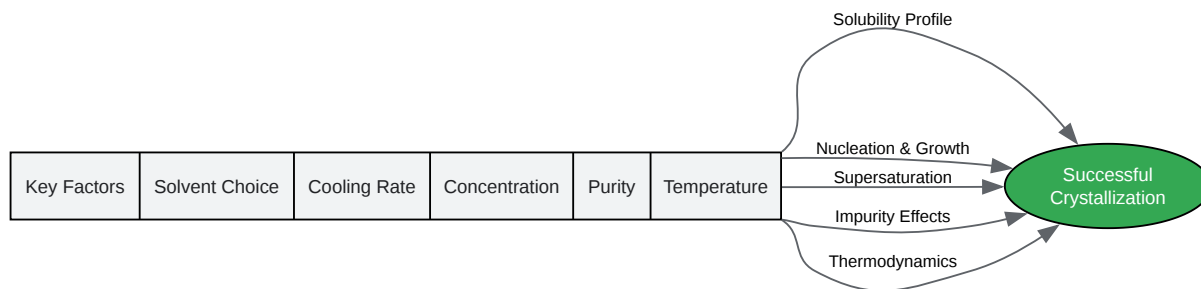 Solubility Profile
Key Factors
Solvent Choice
Cooling Rate
Concentration
Purity
Temperature
Nucleation & Growth
Supersaturation
Impurity Effects
Thermodynamics
Successful
Crystallization